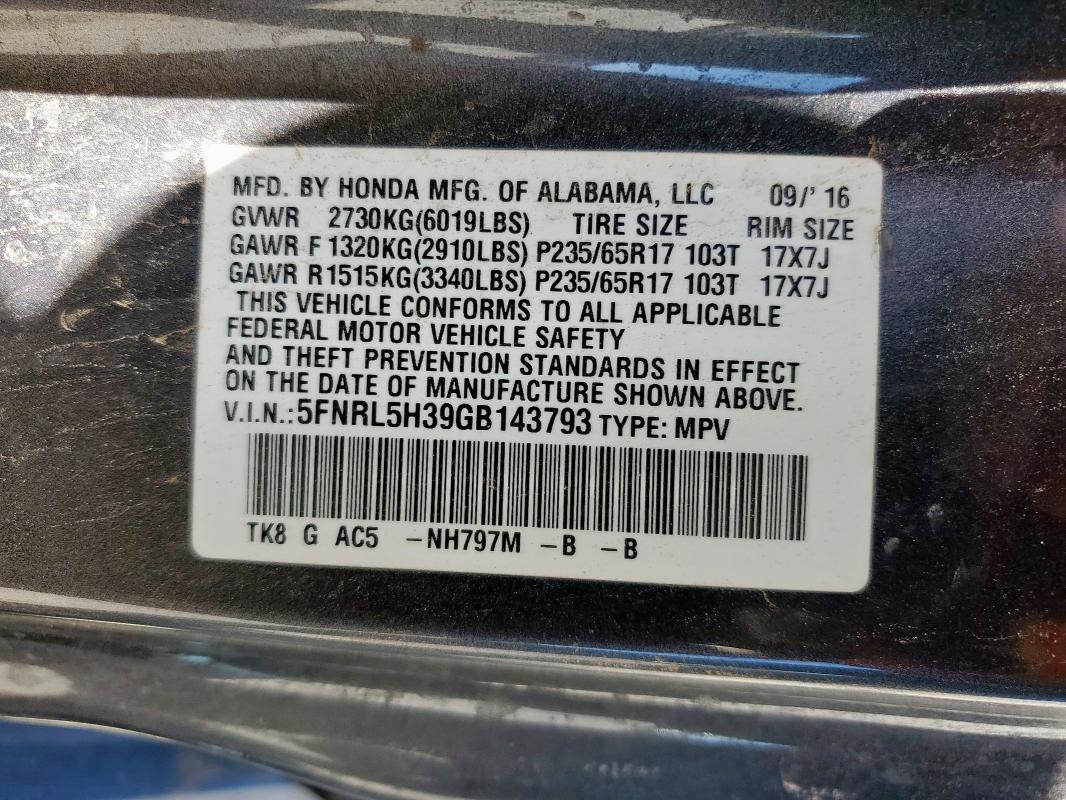 MFD. BY HONDA MFG. OF ALABAMA, LLC 09/' 16
GVWR 2730KG(6019LBS) TIRE SIZE RIM SIZE
GAWR F 1320KG(2910LBS) P235/65R17 103T 17X7J
GAWR R1515KG(3340LBS) P235/65R17 103T 17X7J
THIS VEHICLE CONFORMS TO ALL APPLICABLE
FEDERAL MOTOR VEHICLE SAFETY
AND THEFT PREVENTION STANDARDS IN EFFECT
ON THE DATE OF MANUFACTURE SHOWN ABOVE.
V.I.N.: 5FNRL5H39GB143793 TYPE: MPV
TK8 G AC5 –NH797M –B –B